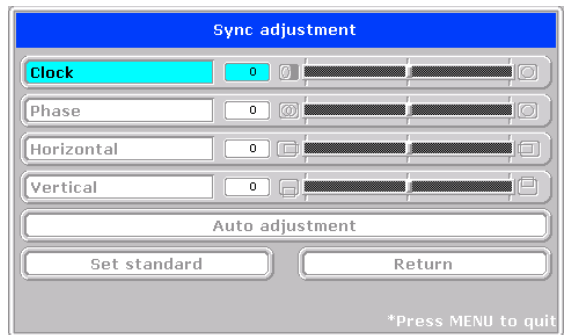 Sync adjustment
Clock 0
Phase 0
Horizontal 0
Vertical 0
Auto adjustment
Set standard Return
*Press MENU to quit